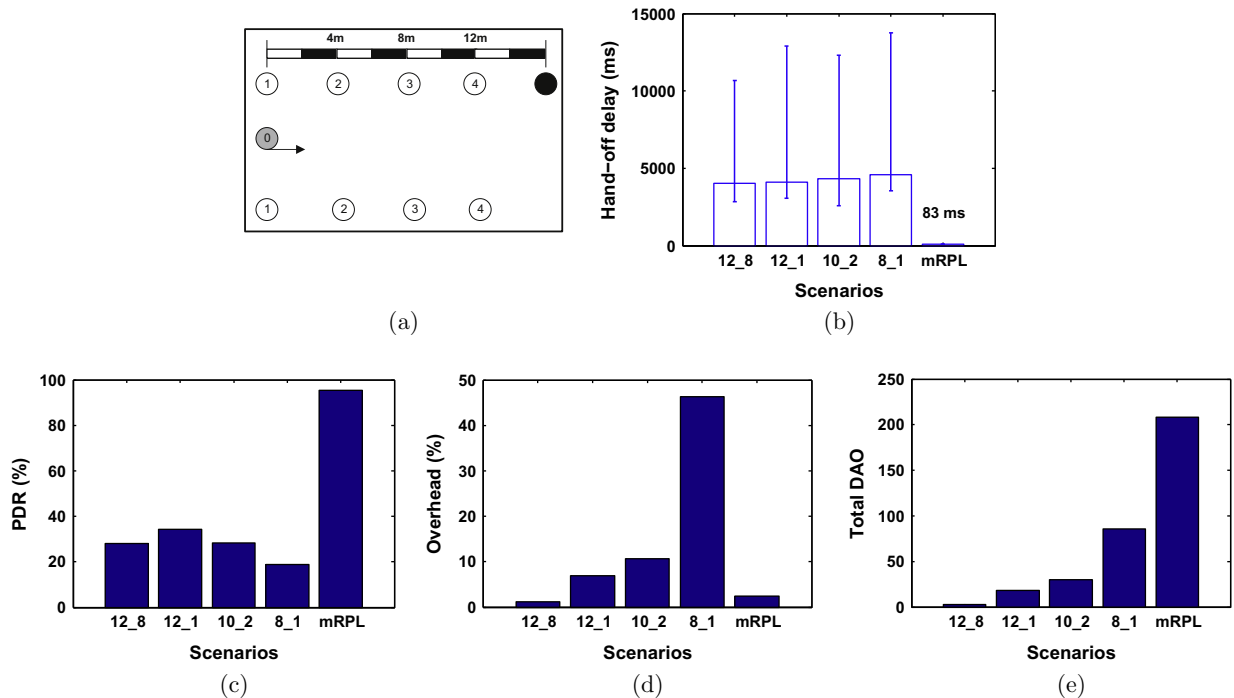 4m 8m 12m
1 2 3 4
0
1 2 3 4
(a)
15000
10000
5000
0
Hand-off delay (ms)
83 ms
12_8 12_1 10_2 8_1 mRPL
Scenarios
(b)
100
80
60
40
20
0
PDR (%)
12_8 12_1 10_2 8_1 mRPL
Scenarios
(c)
50
40
30
20
10
0
Overhead (%)
12_8 12_1 10_2 8_1 mRPL
Scenarios
(d)
250
200
150
100
50
0
Total DAO
12_8 12_1 10_2 8_1 mRPL
Scenarios
(e)